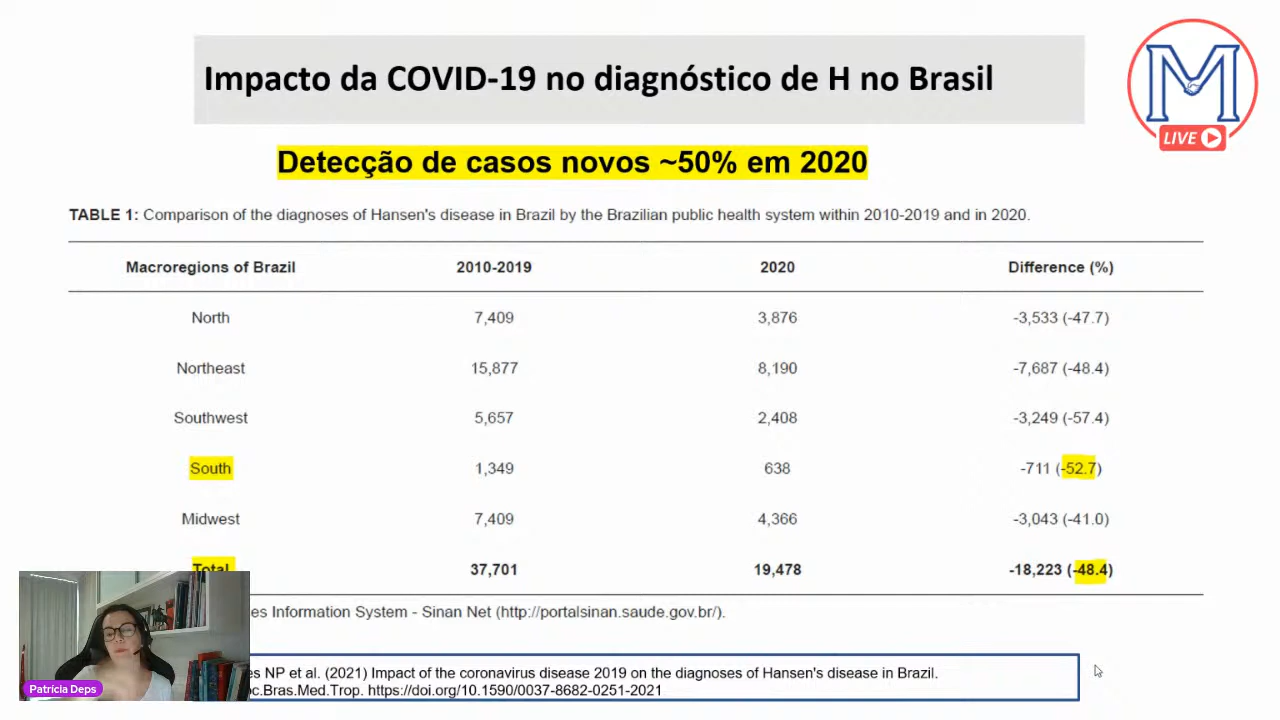 Impacto da COVID-19 no diagnóstico de H no Brasil
M
LIVE
Detecção de casos novos ~50% em 2020
TABLE 1: Comparison of the diagnoses of Hansen's disease in Brazil by the Brazilian public health system within 2010-2019 and in 2020.
Macroregions of Brazil 2010-2019 2020 Difference (%)
North 7,409 3,876 -3,533 (-47.7)
Northeast 15,877 8,190 -7,687 (-48.4)
Southwest 5,657 2,408 -3,249 (-57.4)
South 1,349 638 -711 (-52.7)
Midwest 7,409 4,366 -3,043 (-41.0)
Total 37,701 19,478 -18,223 (-48.4)
es Information System - Sinan Net (http://portalsinan.saude.gov.br/).
es NP et al. (2021) Impact of the coronavirus disease 2019 on the diagnoses of Hansen's disease in Brazil.
oc.Bras.Med.Trop. https://doi.org/10.1590/0037-8682-0251-2021
Patrícia Deps